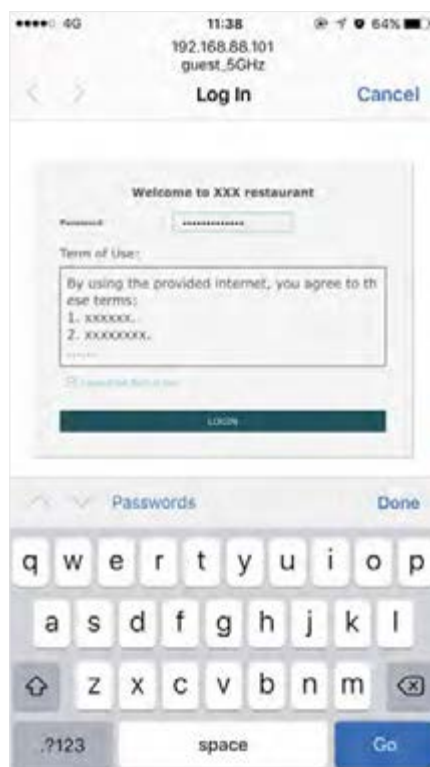 4G 11:38 64%
192.168.88.101
guest_5GHz
Log In Cancel
Welcome to XXX restaurant
Password
Term of Use:
By using the provided internet, you agree to th
ese terms:
1. xxxxxx.
2. xxxxxxxx.
......
LOGIN
Passwords Done
q w e r t y u i o p
a s d f g h j k l
z x c v b n m
.?123 space Go